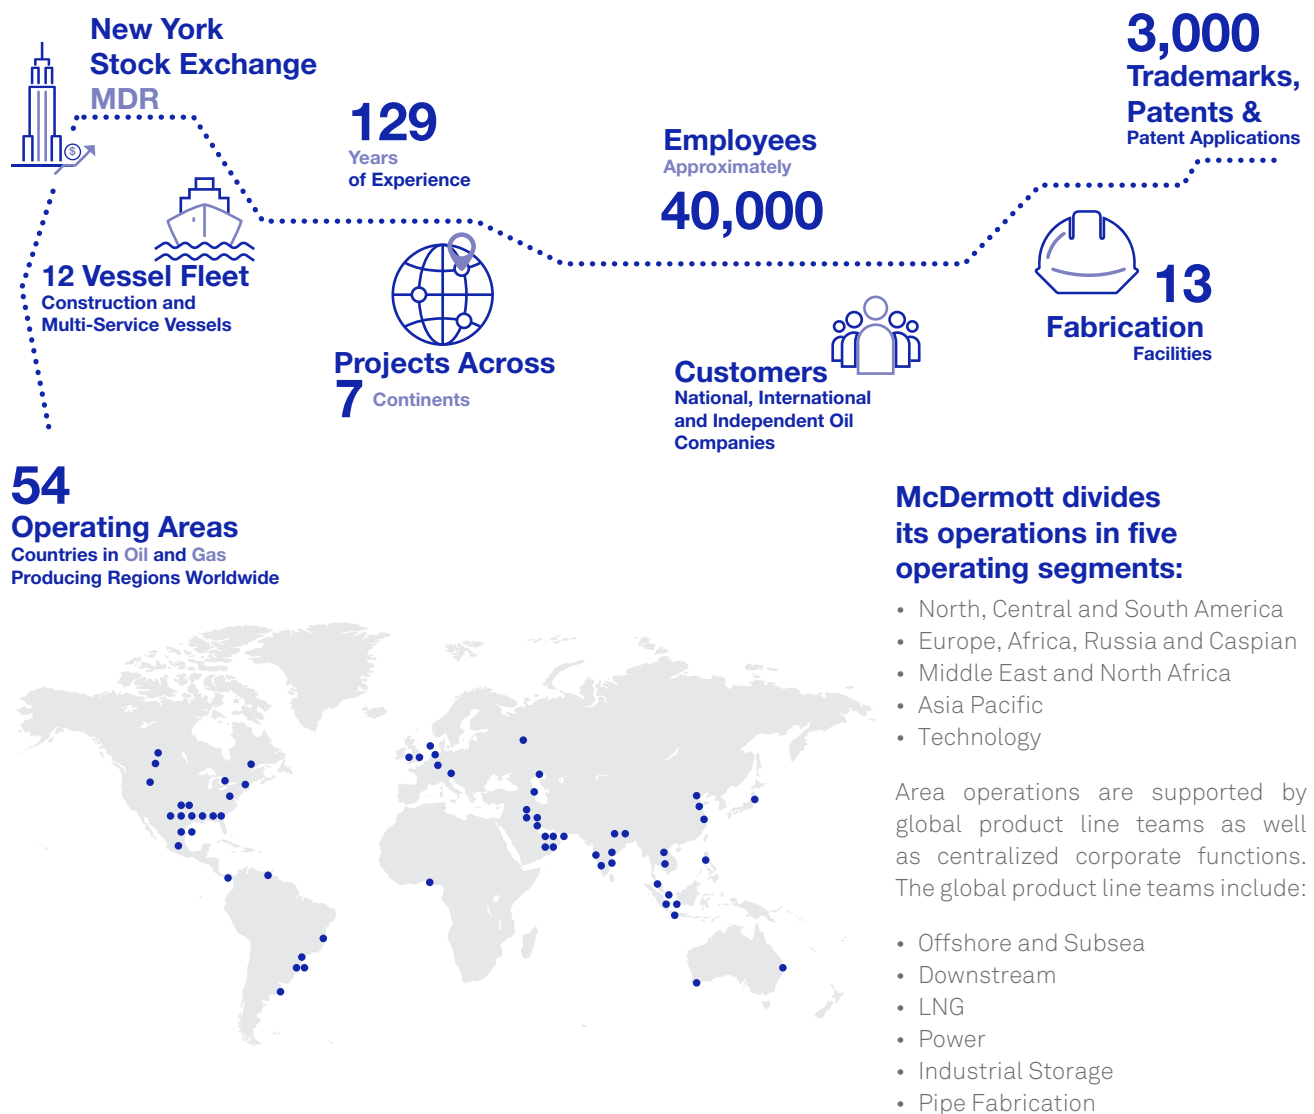 New York
Stock Exchange
MDR
$
129
Years
of Experience
Employees
Approximately
40,000
3,000
Trademarks,
Patents &
Patent Applications
12 Vessel Fleet
Construction and
Multi-Service Vessels
Projects Across
7 Continents
Customers
National, International
and Independent Oil
Companies
13
Fabrication
Facilities
54
Operating Areas
Countries in Oil and Gas
Producing Regions Worldwide
McDermott divides
its operations in five
operating segments:
• North, Central and South America
• Europe, Africa, Russia and Caspian
• Middle East and North Africa
• Asia Pacific
• Technology
Area operations are supported by
global product line teams as well
as centralized corporate functions.
The global product line teams include:
• Offshore and Subsea
• Downstream
• LNG
• Power
• Industrial Storage
• Pipe Fabrication